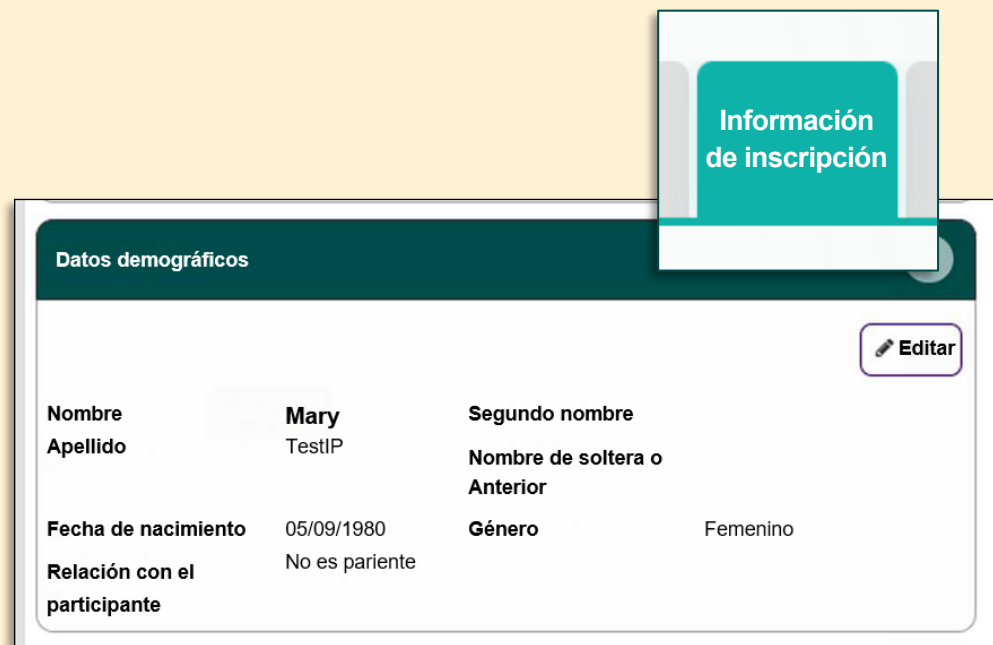 Información
de inscripción
Datos demográficos
Editar
Nombre Mary Segundo nombre
Apellido TestIP
Nombre de soltera o
Anterior
Fecha de nacimiento 05/09/1980 Género Femenino
Relación con el No es pariente
participante